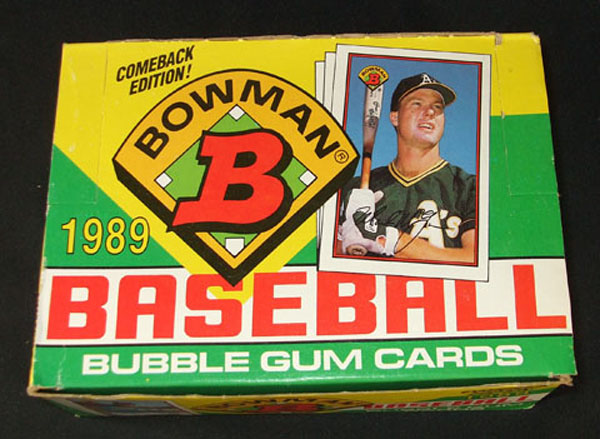 COMEBACK
EDITION!
BOWMAN®
B
A's
A's
1989
BASEBALL
BUBBLE GUM CARDS